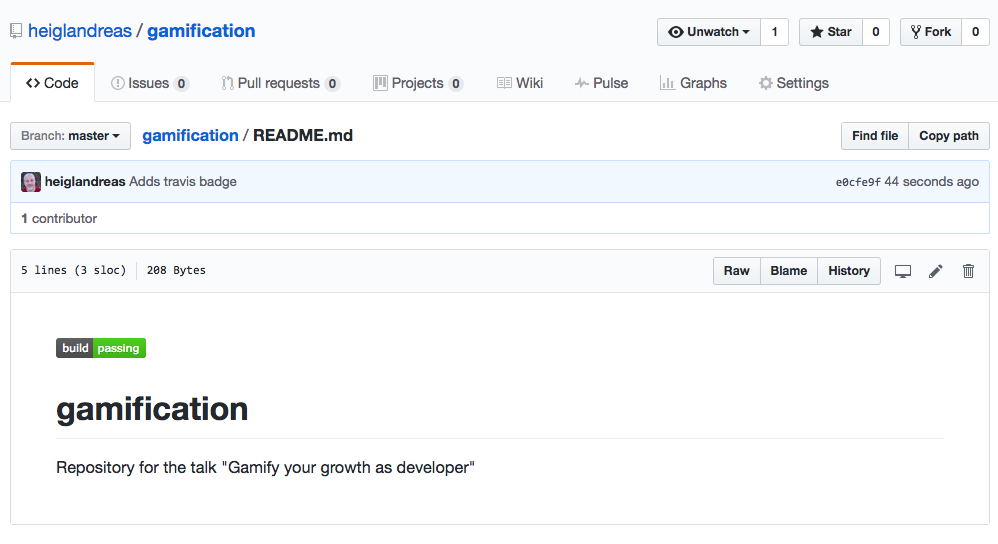 heiglandreas / gamification Unwatch 1 Star 0 Fork 0
Code Issues 0 Pull requests 0 Projects 0 Wiki Pulse Graphs Settings
Branch: master gamification / README.md Find file Copy path
heiglandreas Adds travis badge e0cfe9f 44 seconds ago
1 contributor
5 lines (3 sloc) 208 Bytes Raw Blame History
build passing
gamification
Repository for the talk "Gamify your growth as developer"